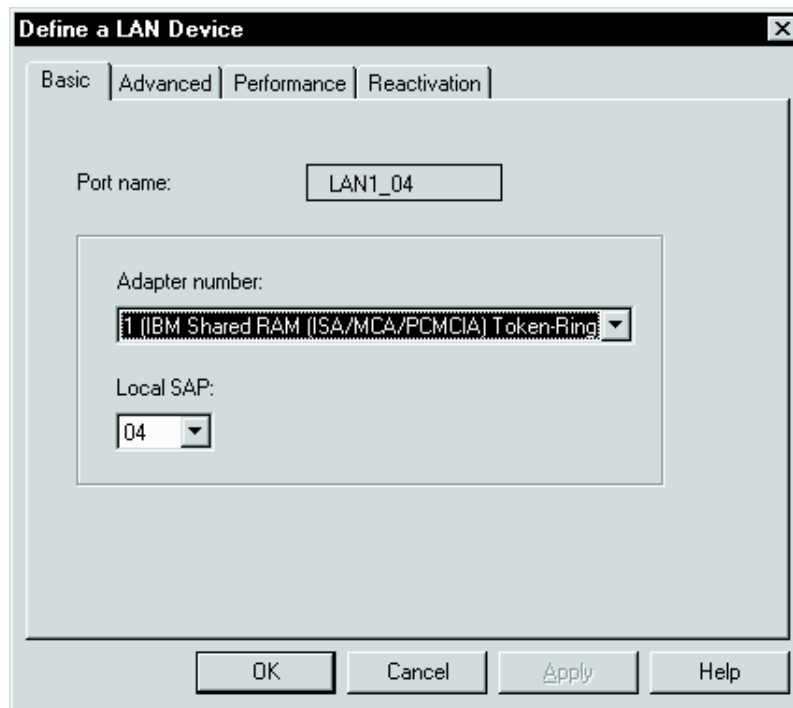 Define a LAN Device
Basic Advanced Performance Reactivation
Port name: LAN1_04
Adapter number:
1 (IBM Shared RAM (ISA/MCA/PCMCIA) Token-Ring
Local SAP:
04
OK Cancel Apply Help